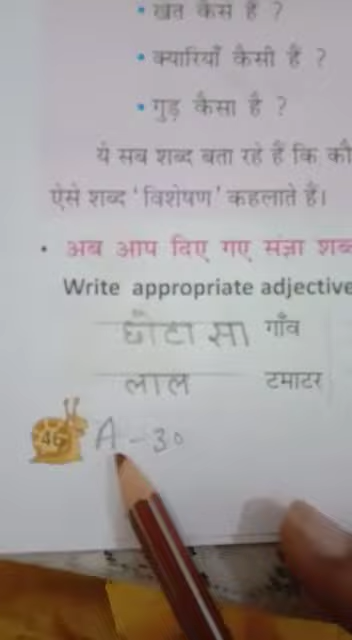 • खेत कैसे हैं ?
• क्यारियाँ कैसी हैं ?
• गुड़ कैसा है ?
ये सब शब्द बता रहे हैं कि
ऐसे शब्द 'विशेषण' कहलाते हैं।
• अब आप दिए गए संज्ञा
Write appropriate adjective
छोटा सा गाँव
लाल टमाटर
46 A-30